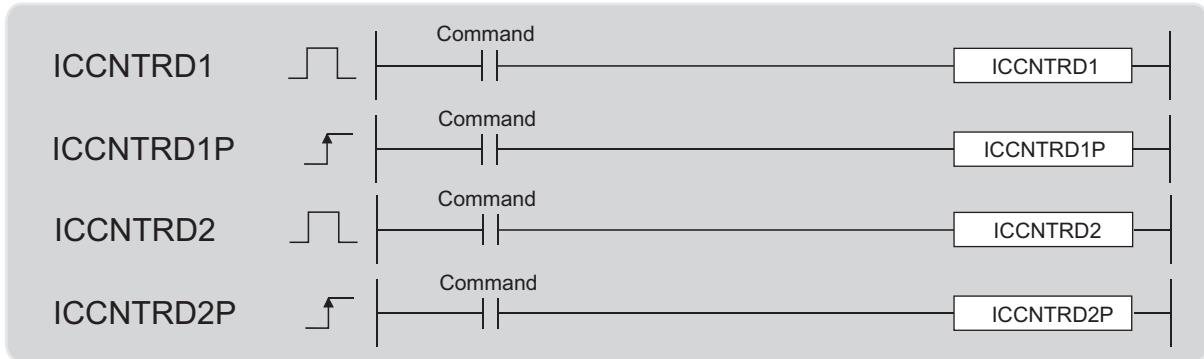 Command
ICCNTRD1 ICCNTRD1
Command
ICCNTRD1P ICCNTRD1P
Command
ICCNTRD2 ICCNTRD2
Command
ICCNTRD2P ICCNTRD2P